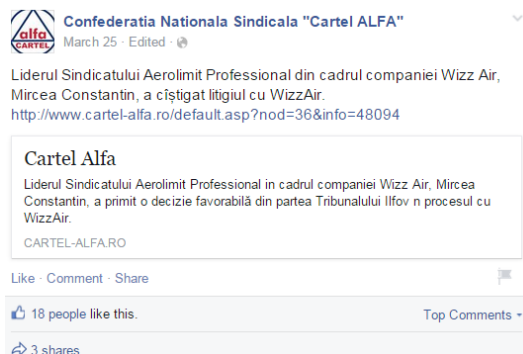 alfa
CARTEL
Confederatia Nationala Sindicala "Cartel ALFA"
March 25 · Edited ·
Liderul Sindicatului Aerolimit Professional din cadrul companiei Wizz Air,
Mircea Constantin, a cîștigat litigiul cu WizzAir.
http://www.cartel-alfa.ro/default.asp?nod=36&info=48094
Cartel Alfa
Liderul Sindicatului Aerolimit Professional in cadrul companiei Wizz Air, Mircea
Constantin, a primit o decizie favorabilă din partea Tribunalului Ilfov n procesul cu
WizzAir.
CARTEL-ALFA.RO
Like · Comment · Share
18 people like this.
Top Comments
3 shares